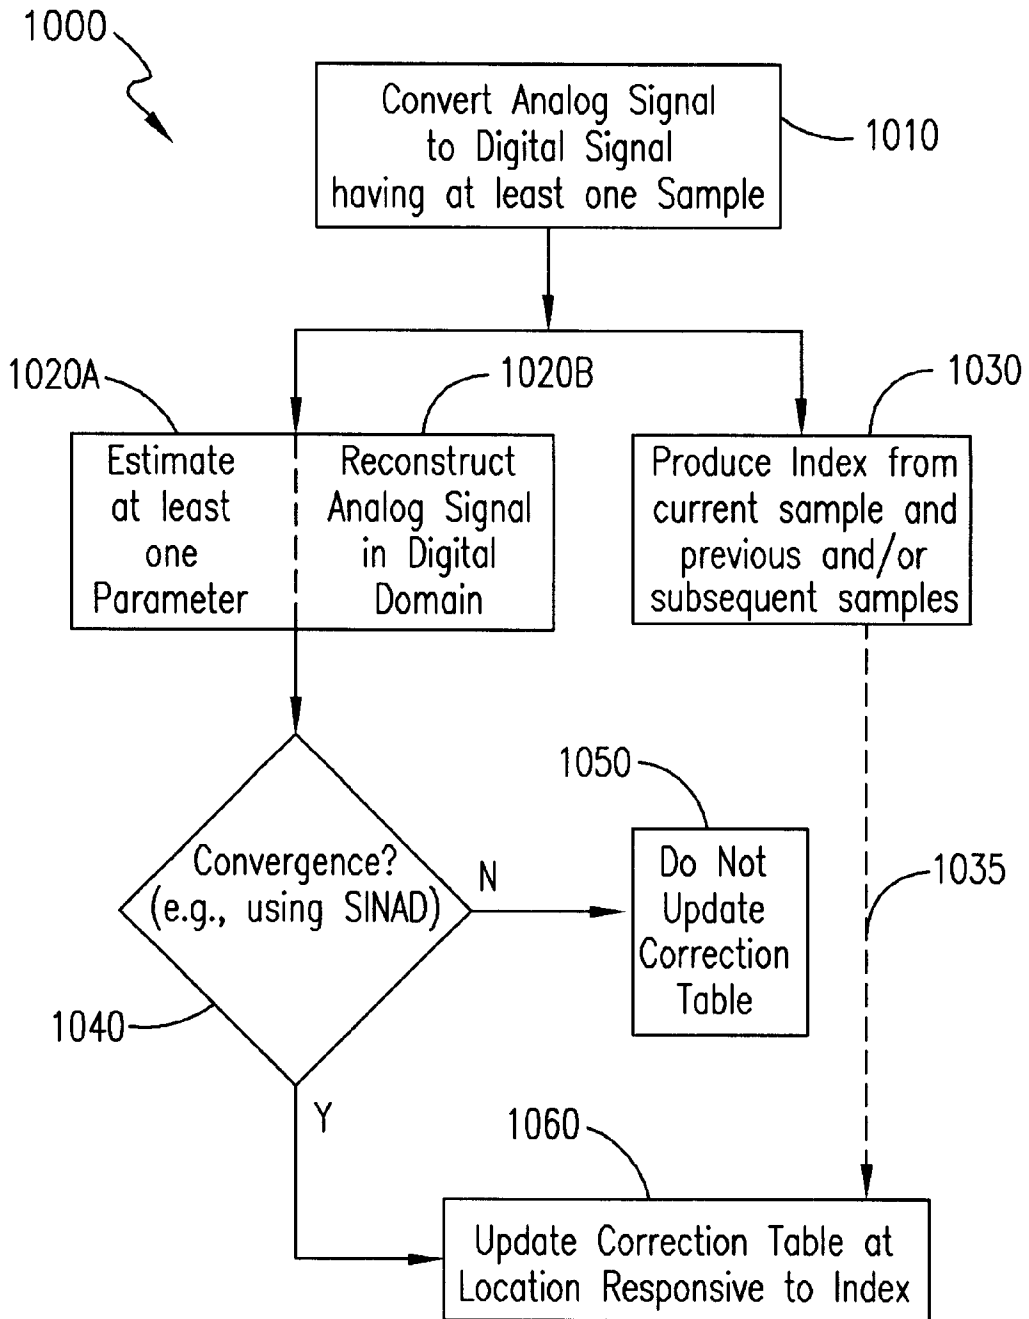 1000
Convert Analog Signal
to Digital Signal
having at least one Sample
1010
1020A
1020B
1030
Estimate
at least
one
Parameter
Reconstruct
Analog Signal
in Digital
Domain
Produce Index from
current sample and
previous and/or
subsequent samples
1035
Convergence?
(e.g., using SINAD)
1040
N
Y
1050
Do Not
Update
Correction
Table
1060
Update Correction Table at
Location Responsive to Index